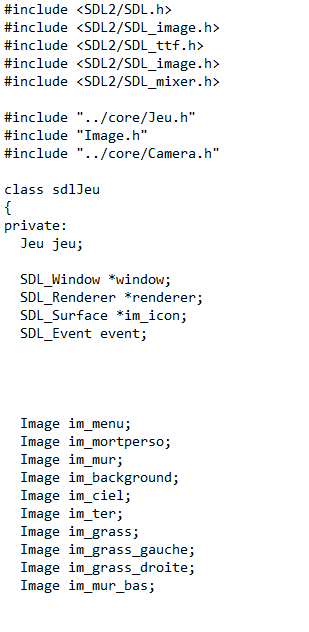 #include <SDL2/SDL.h>
#include <SDL2/SDL_image.h>
#include <SDL2/SDL_ttf.h>
#include <SDL2/SDL_image.h>
#include <SDL2/SDL_mixer.h>

#include "../core/Jeu.h"
#include "Image.h"
#include "../core/Camera.h"

class sdlJeu
{
private:
  Jeu jeu;

  SDL_Window *window;
  SDL_Renderer *renderer;
  SDL_Surface *im_icon;
  SDL_Event event;

  Image im_menu;
  Image im_mortperso;
  Image im_mur;
  Image im_background;
  Image im_ciel;
  Image im_ter;
  Image im_grass;
  Image im_grass_gauche;
  Image im_grass_droite;
  Image im_mur_bas;